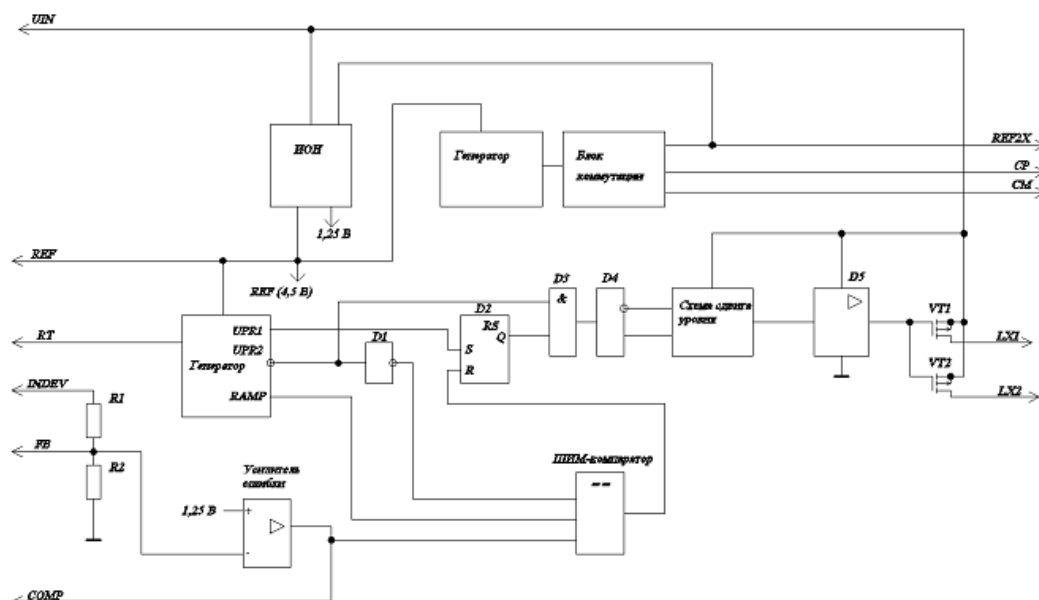 UIN
ИОН
Генератор
Блок
коммутации
REF2X
CP
CM
1,25 В
REF
REF (4,5 В)
D3
&
D4
D5
D2
RS
Q
S
R
Схема сдвига
уровня
VT1
LX1
VT2
LX2
RT
UPR1
UPR2
Генератор
RAMP
D1
INDEV
R1
FB
R2
Усилитель
ошибки
1,25 В
+
-
ШИМ-компаратор
==
COMP